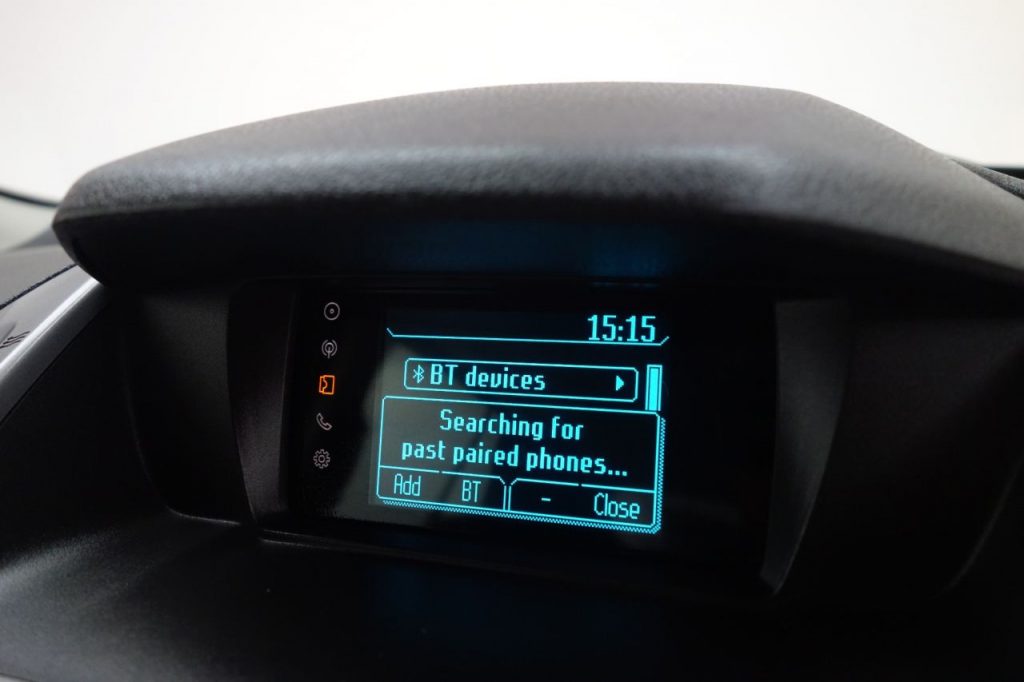 15:15
BT devices
Searching for
past paired phones...
Add BT - Close